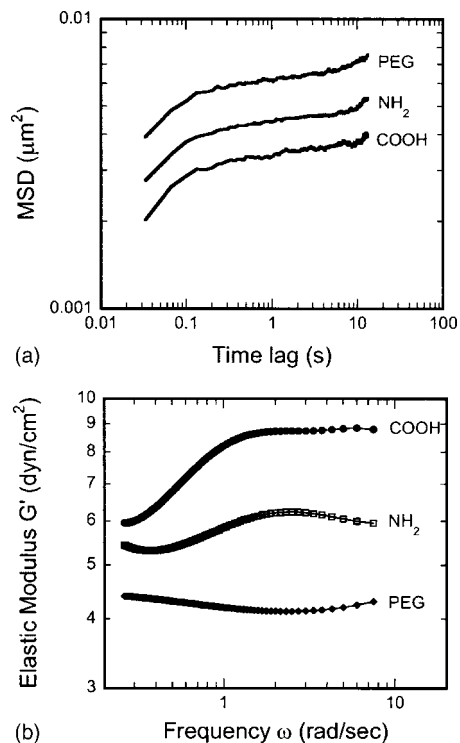 0.01
PEG
NH2
COOH
MSD (μm²)
0.001
0.01 0.1 1 10 100
(a) Time lag (s)
10
9
8
7
6
5
4
3
COOH
NH2
PEG
Elastic Modulus G' (dyn/cm²)
1 10
(b) Frequency ω (rad/sec)